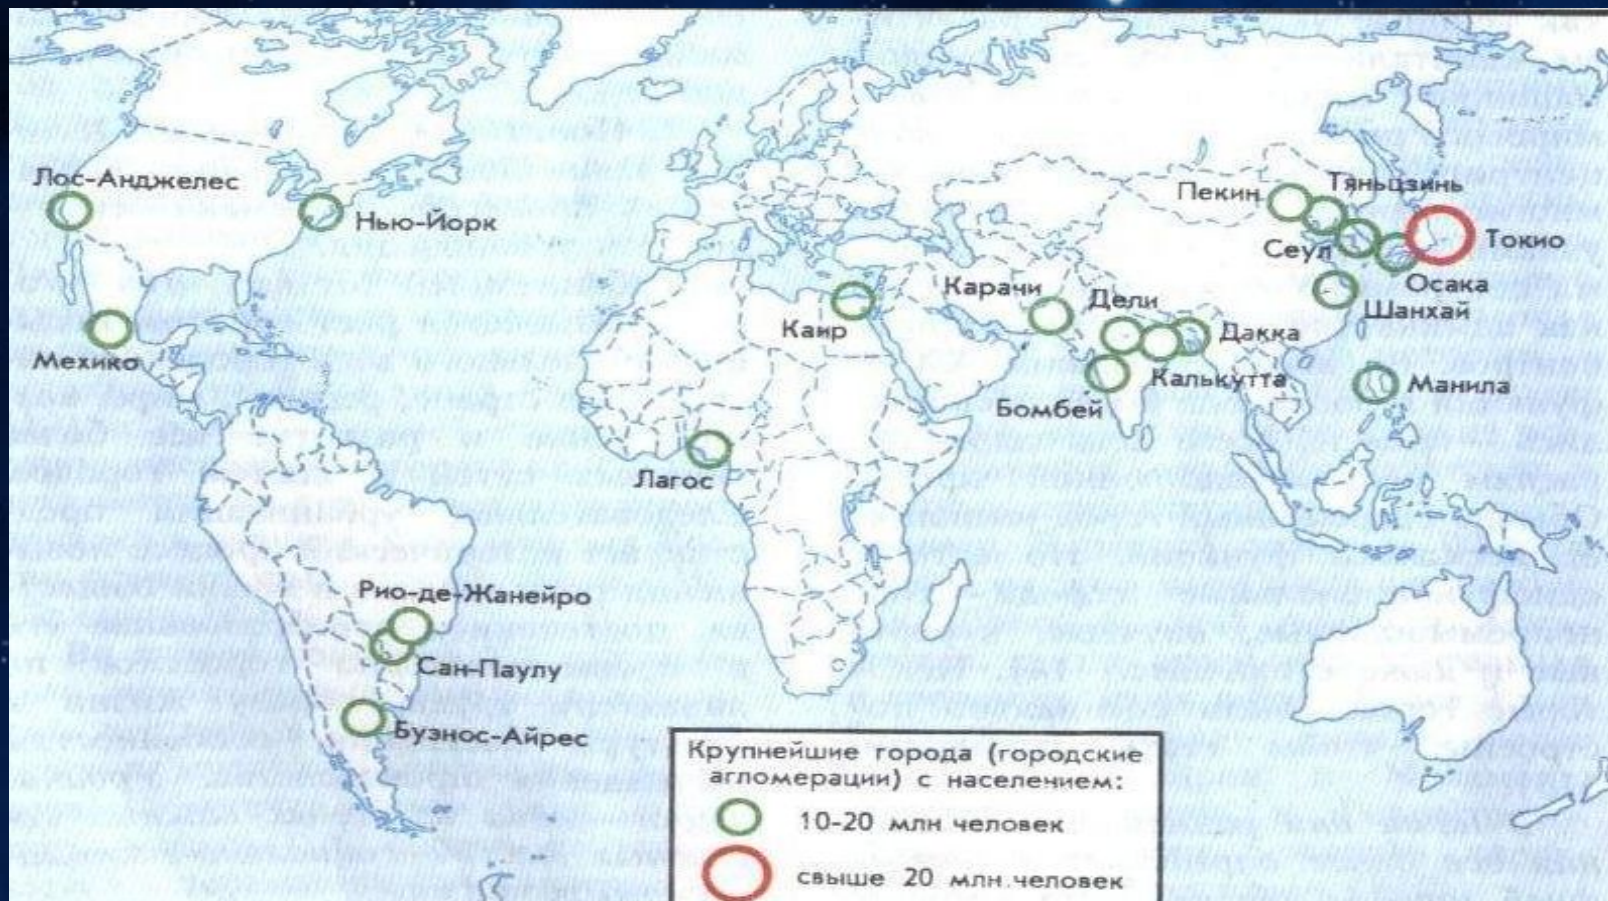 Лос-Анджелес
Нью-Йорк
Мехико
Рио-де-Жанейро
Сан-Паулу
Буэнос-Айрес
Лагос
Каир
Карачи
Дели
Дакка
Калькутта
Бомбей
Пекин
Тяньцзинь
Сеул
Токио
Осака
Шанхай
Манила
Крупнейшие города (городские
агломерации) с населением:
10-20 млн человек
свыше 20 млн.человек